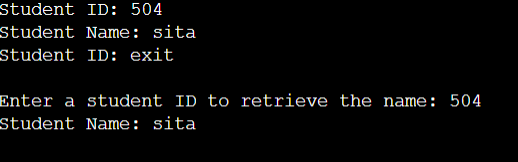 Student ID: 504
Student Name: sita
Student ID: exit
Enter a student ID to retrieve the name: 504
Student Name: sita